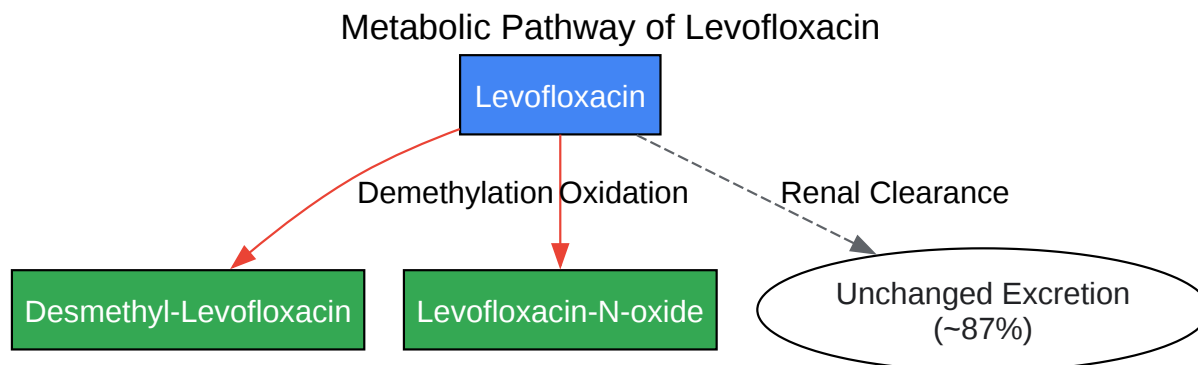 Metabolic Pathway of Levofloxacin
Levofloxacin
Demethylation
Oxidation
Renal Clearance
Desmethyl-Levofloxacin
Levofloxacin-N-oxide
Unchanged Excretion
(~87%)